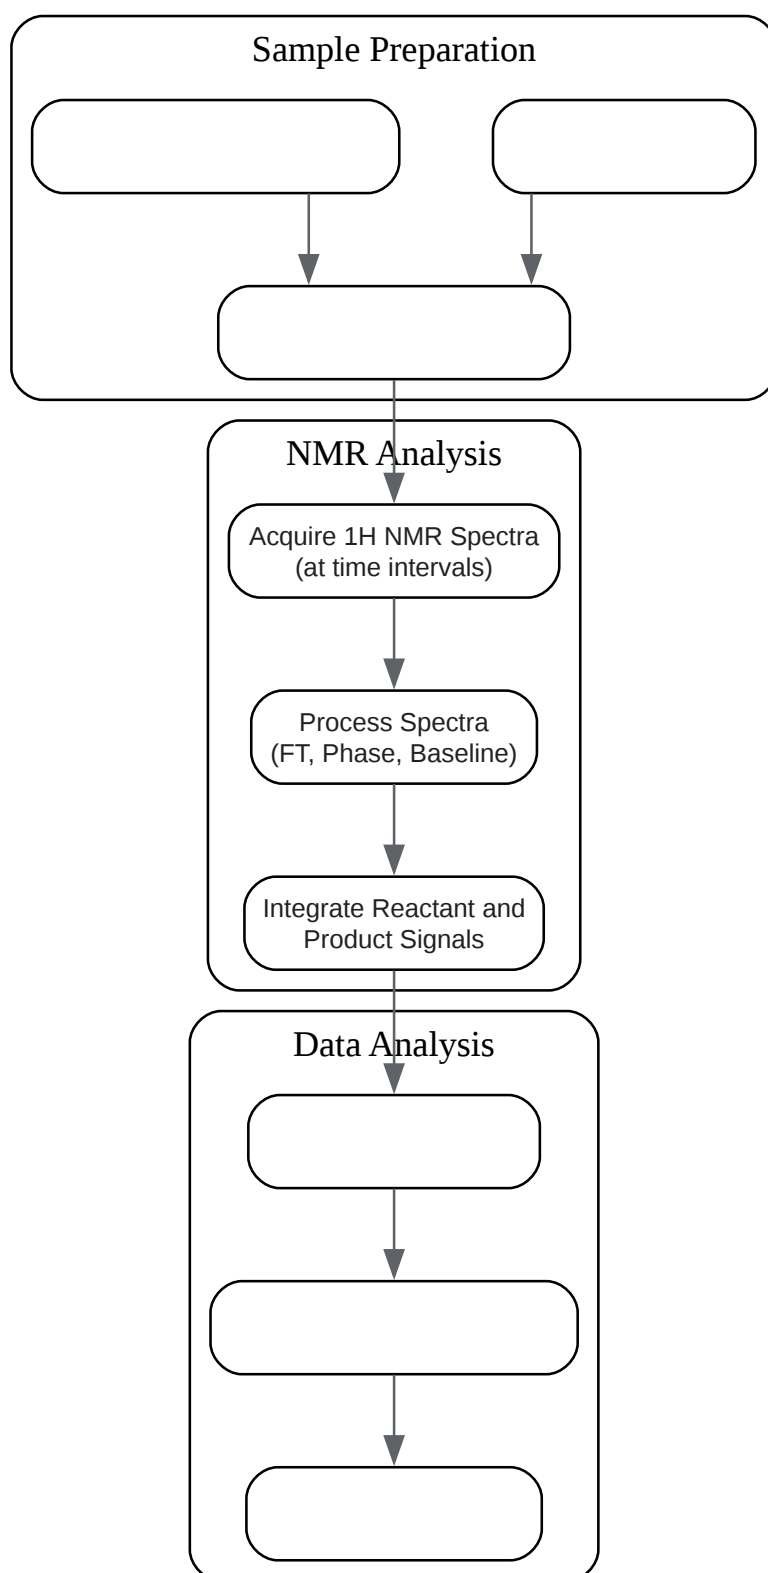 Sample Preparation
NMR Analysis
Acquire 1H NMR Spectra
(at time intervals)
Process Spectra
(FT, Phase, Baseline)
Integrate Reactant and
Product Signals
Data Analysis